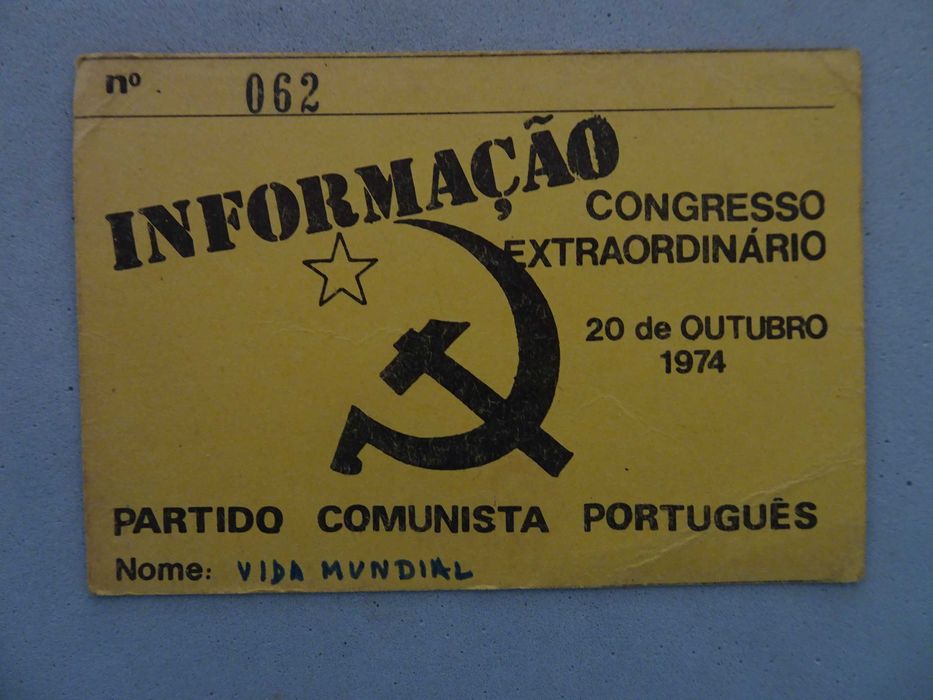 nº 062
INFORMAÇÃO
CONGRESSO
EXTRAORDINÁRIO
20 de OUTUBRO
1974
PARTIDO COMUNISTA PORTUGUÊS
Nome: VIDA MUNDIAL